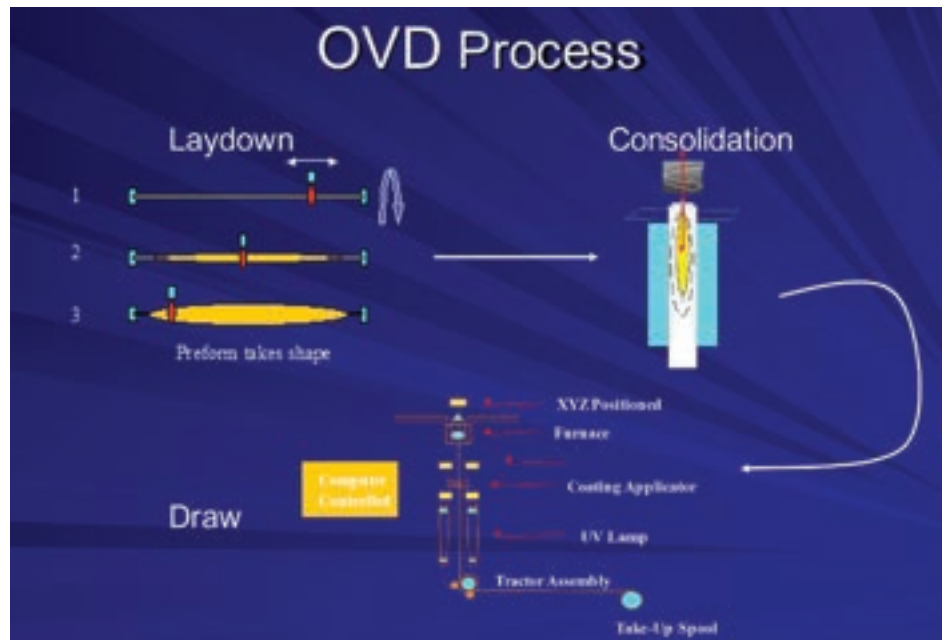 OVD Process
Laydown
Consolidation
1
2
3
Preform takes shape
XYZ Positioned
Furnace
Computer
Controlled
Coating Applicator
Draw
UV Lamp
Tractor Assembly
Take-Up Spool